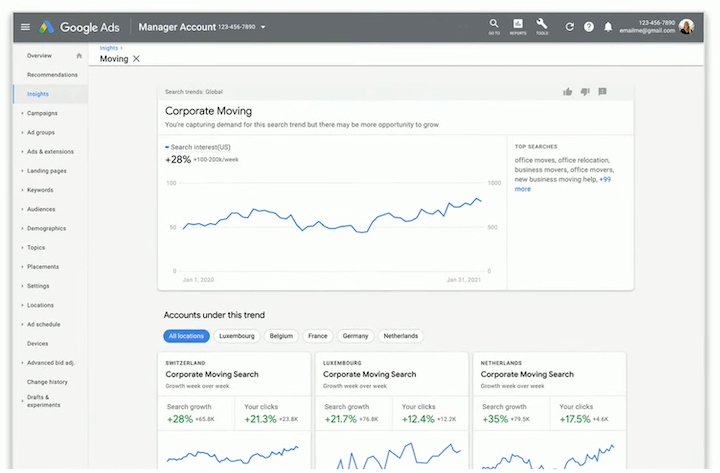 Google Ads
Manager Account 123-456-7890
GO TO
REPORTS
TOOLS
123-456-7890
emailme@gmail.com
Overview
Recommendations
Insights
Campaigns
Ad groups
Ads & extensions
Landing pages
Keywords
Audiences
Demographics
Topics
Placements
Settings
Locations
Ad schedule
Devices
Advanced bid adj.
Change history
Drafts &
experiments
Inights
Moving
Search trends: Global
Corporate Moving
You're capturing demand for this search trend but there may be more opportunity to grow
Search interest(US)
+28% +100-200k/week
100
50
0
1000
500
0
Jan 1, 2020
Jan 31, 2021
TOP SEARCHES
office moves, office relocation,
business movers, office movers,
new business moving help, +99
more
Accounts under this trend
All locations
Luxembourg
Belgium
France
Germany
Netherlands
SWITZERLAND
Corporate Moving Search
Growth week over week
Search growth
+28% +65.8K
Your clicks
+21.3% +23.8K
LUXEMBOURG
Corporate Moving Search
Growth week over week
Search growth
+21.7% +76.8K
Your clicks
+12.4% +12.2K
NETHERLANDS
Corporate Moving Search
Growth week over week
Search growth
+35% +79.5K
Your clicks
+17.5% +4.6K